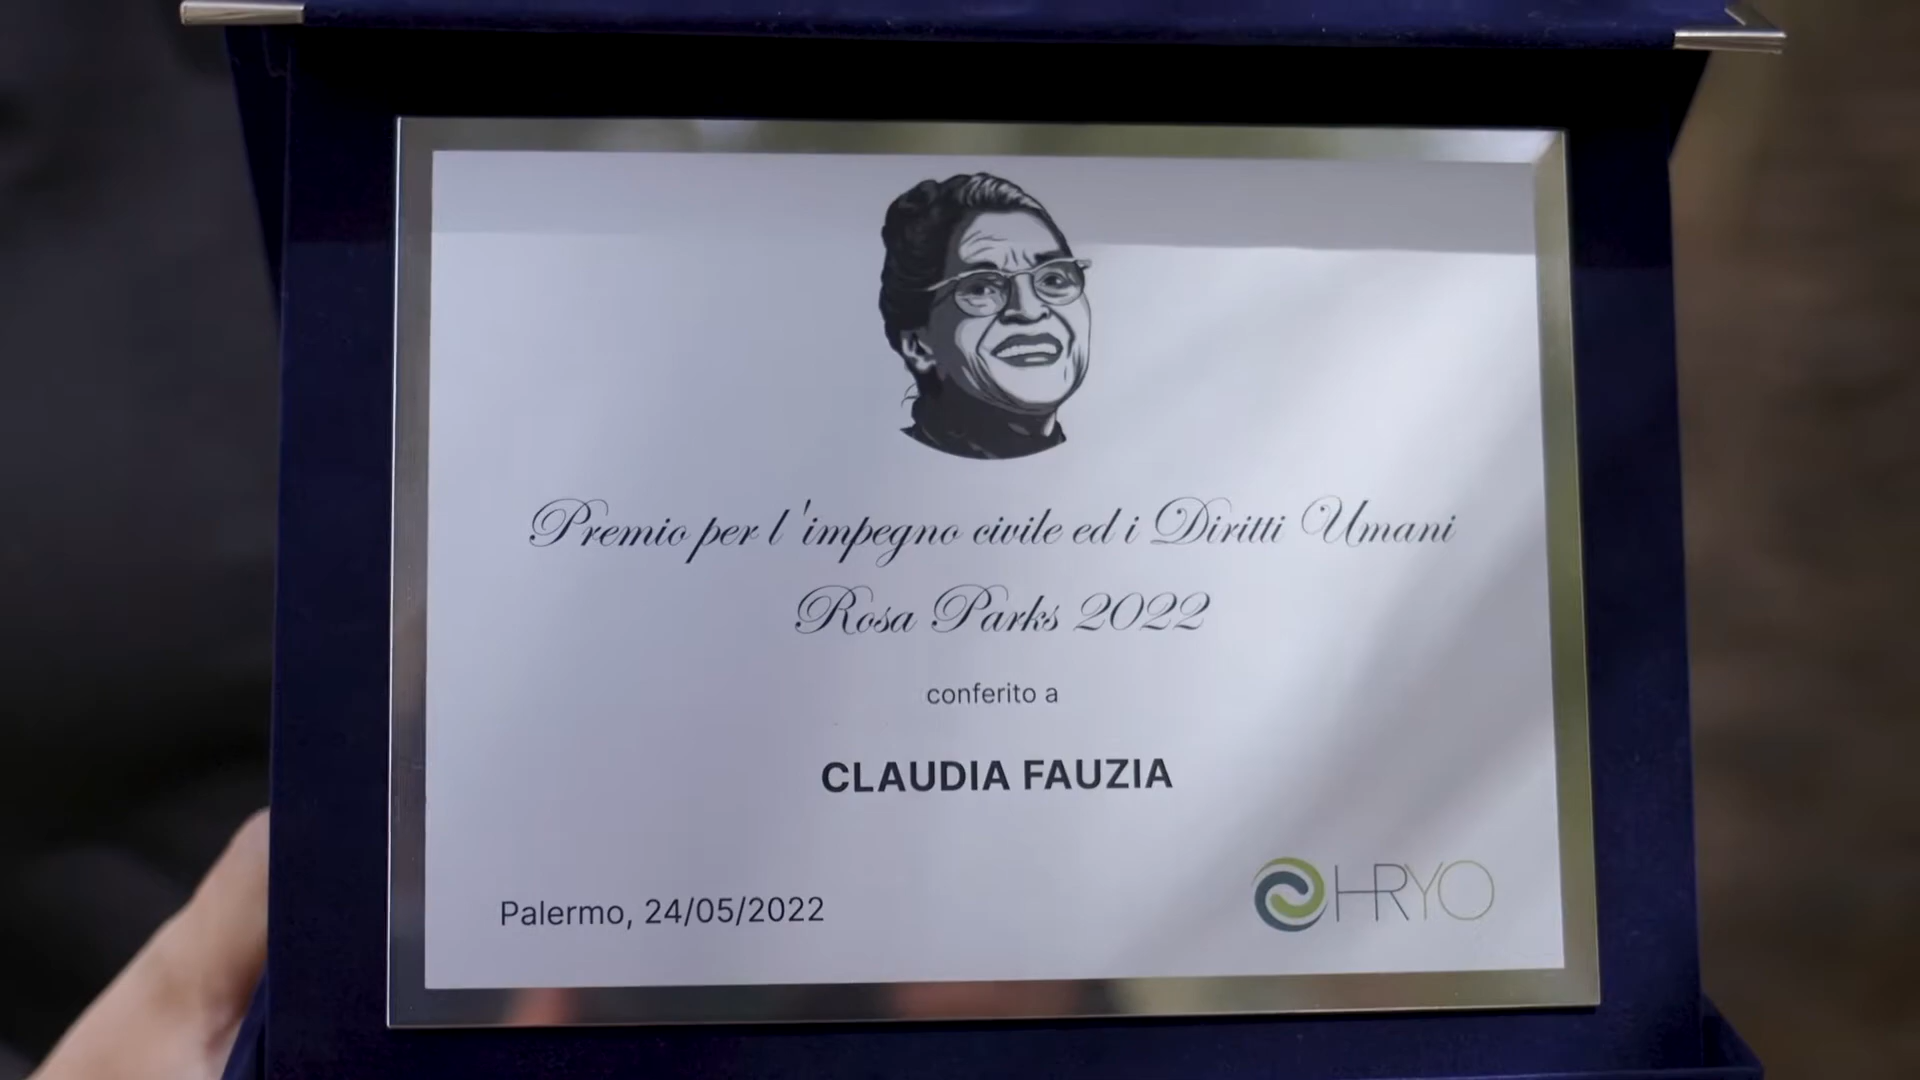 Premio per l'impegno civile ed i Diritti Umani
Rosa Parks 2022
conferito a
CLAUDIA FAUZIA
Palermo, 24/05/2022
HRYO